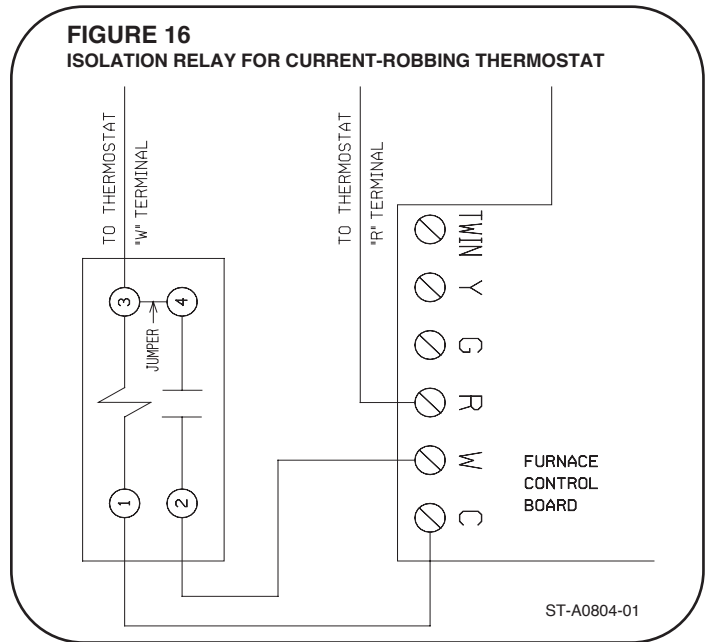 FIGURE 16
ISOLATION RELAY FOR CURRENT-ROBBING THERMOSTAT
TO THERMOSTAT
"W" TERMINAL
TO THERMOSTAT
"R" TERMINAL
3
4
JUMPER
1
2
TWIN
Y
G
R
W
C
FURNACE
CONTROL
BOARD
ST-A0804-01